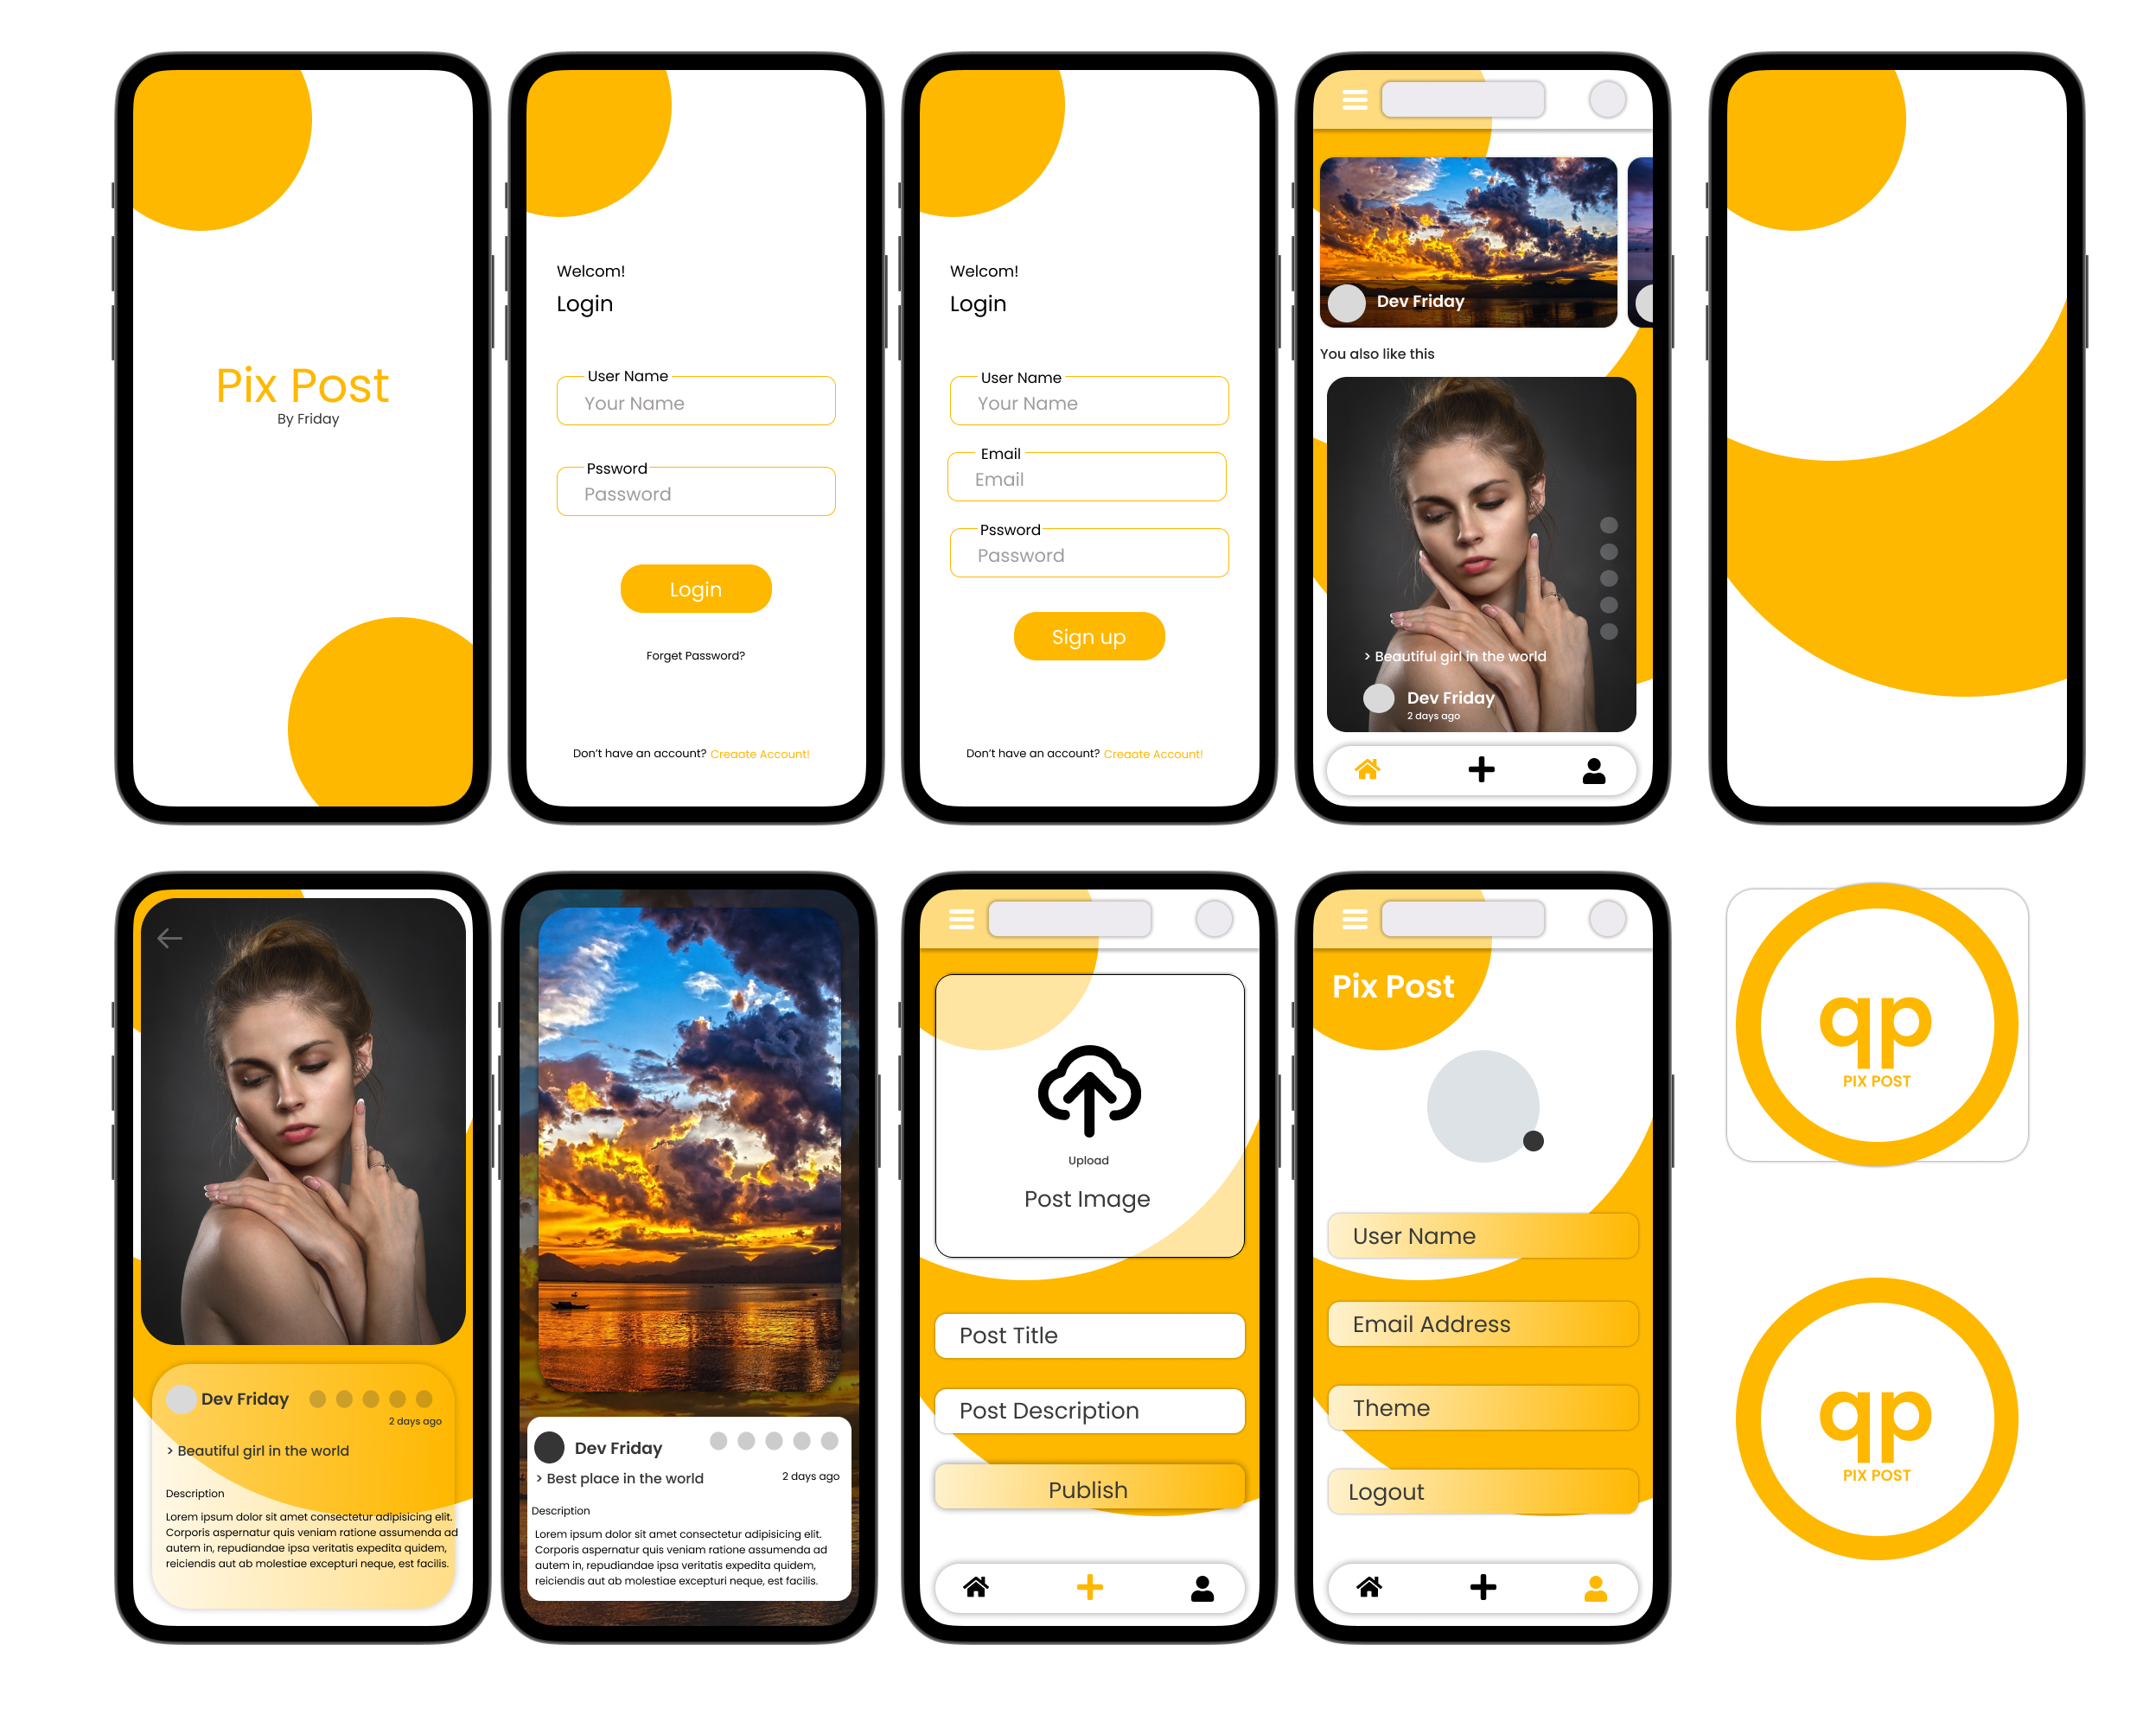 Pix Post
By Friday
Welcom!
Login
User Name
Your Name
Pssword
Password
Login
Forget Password?
Don't have an account? Creaate Account!
Welcom!
Login
User Name
Your Name
Email
Email
Pssword
Password
Sign up
Don't have an account? Creaate Account!
Dev Friday
You also like this
> Beautiful girl in the world
Dev Friday
2 days ago
Dev Friday
2 days ago
> Beautiful girl in the world
Description
Lorem ipsum dolor sit amet consectetur adipisicing elit.
Corporis aspernatur quis veniam ratione assumenda ad
autem in, repudiandae ipsa veritatis expedita quidem,
reiciendis aut ab molestiae excepturi neque, est facilis.
Dev Friday
> Best place in the world
2 days ago
Description
Lorem ipsum dolor sit amet consectetur adipisicing elit.
Corporis aspernatur quis veniam ratione assumenda ad
autem in, repudiandae ipsa veritatis expedita quidem,
reiciendis aut ab molestiae excepturi neque, est facilis.
Upload
Post Image
Post Title
Post Description
Publish
Pix Post
User Name
Email Address
Theme
Logout
qp
PIX POST
qp
PIX POST